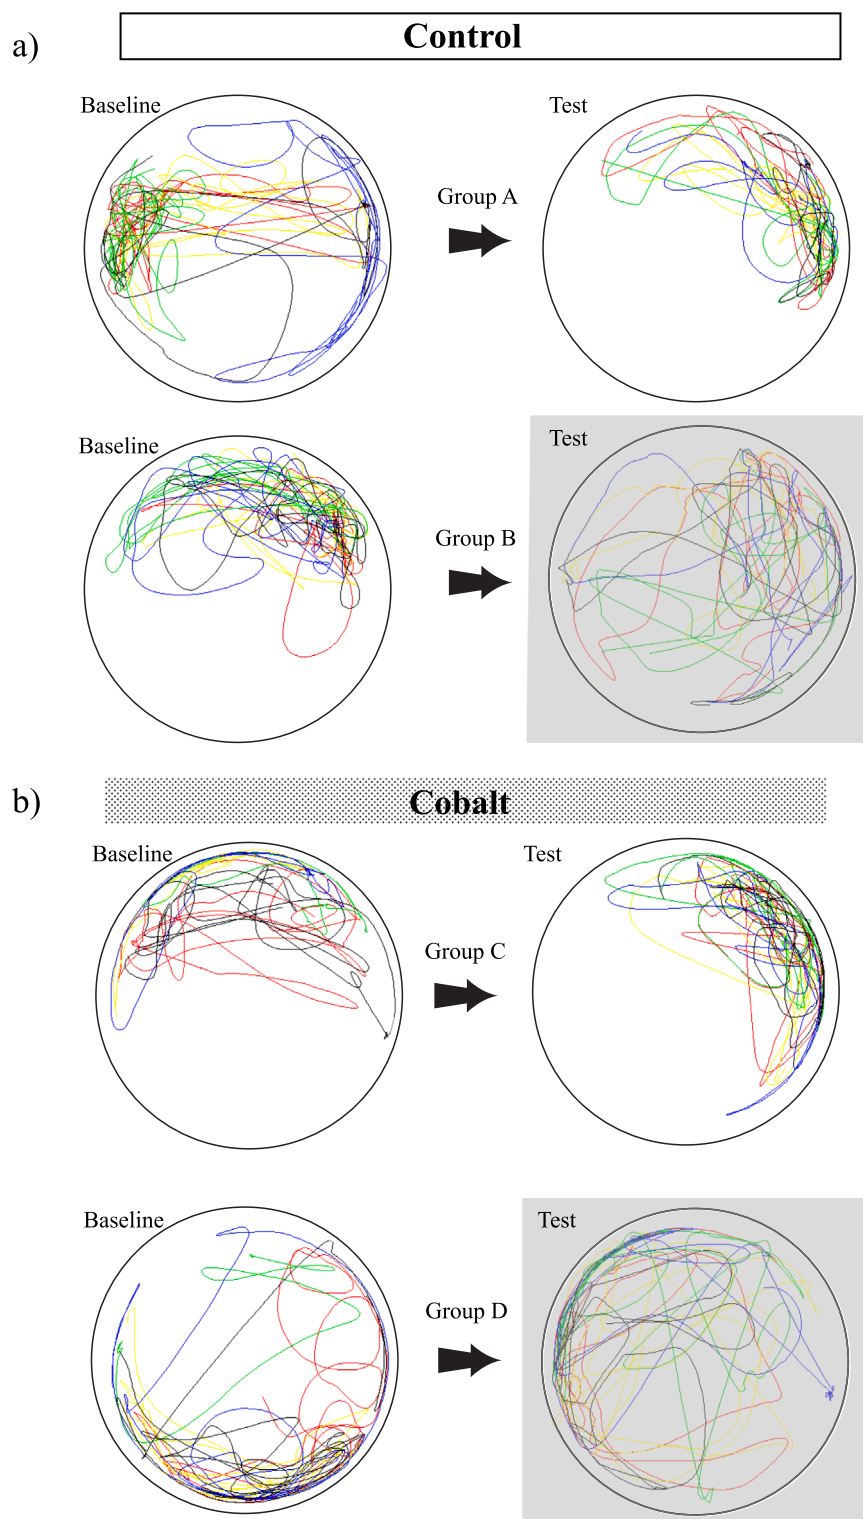 a)
Control
Baseline
Test
Group A
Baseline
Test
Group B
b)
Cobalt
Baseline
Test
Group C
Baseline
Test
Group D